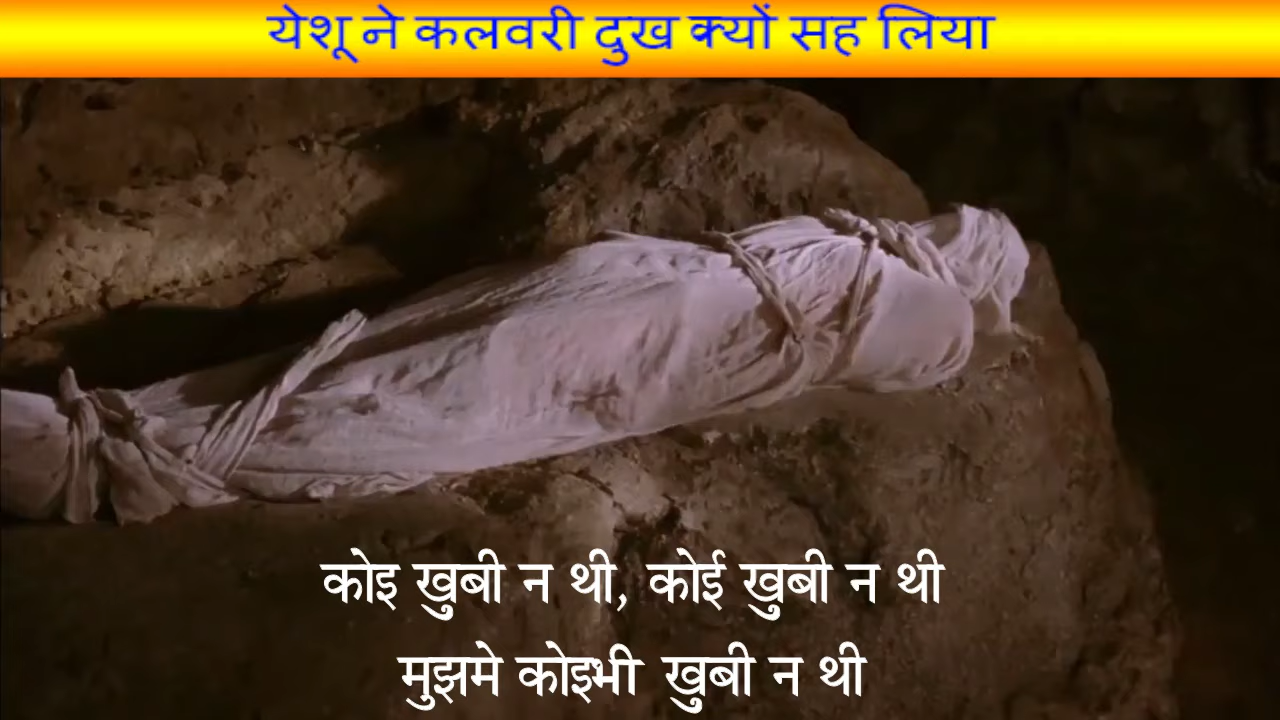 येशू ने कलवरी दुख क्यों सह लिया
कोइ खुबी न थी, कोई खुबी न थी
मुझमे कोइभी खुबी न थी